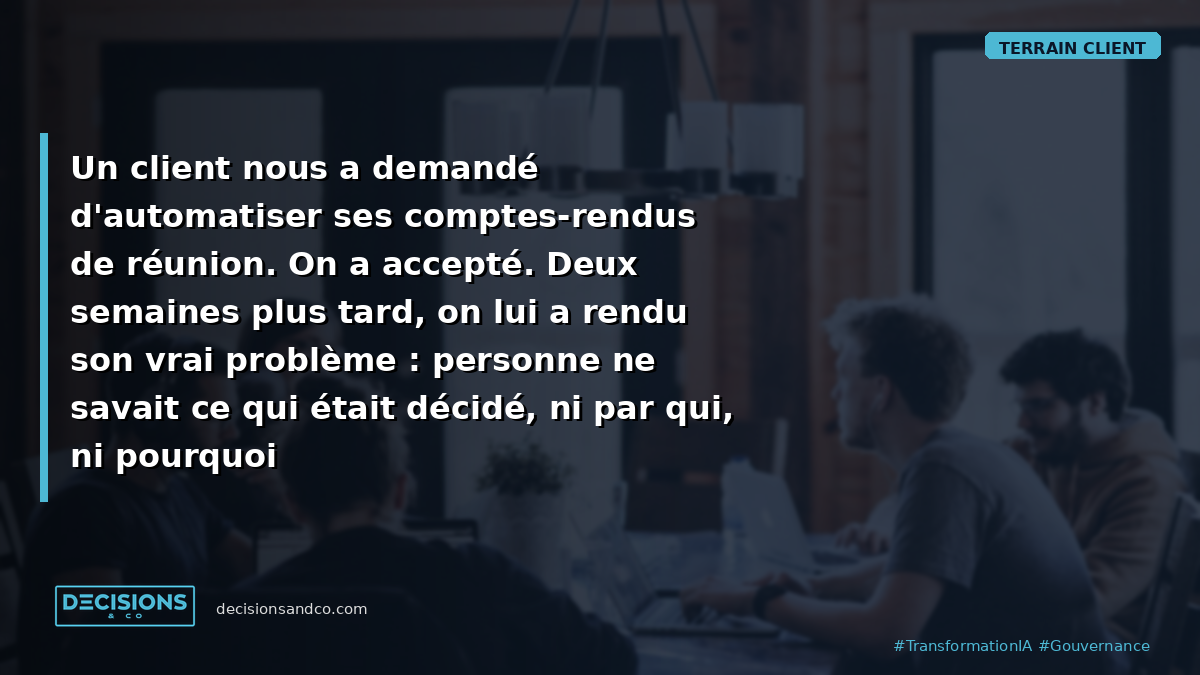 TERRAIN CLIENT
Un client nous a demandé
d'automatiser ses comptes-rendus
de réunion. On a accepté. Deux
semaines plus tard, on lui a rendu
son vrai problème : personne ne
savait ce qui était décidé, ni par qui,
ni pourquoi
DECISIONS
& CO
decisionsandco.com
#TransformationIA #Gouvernance